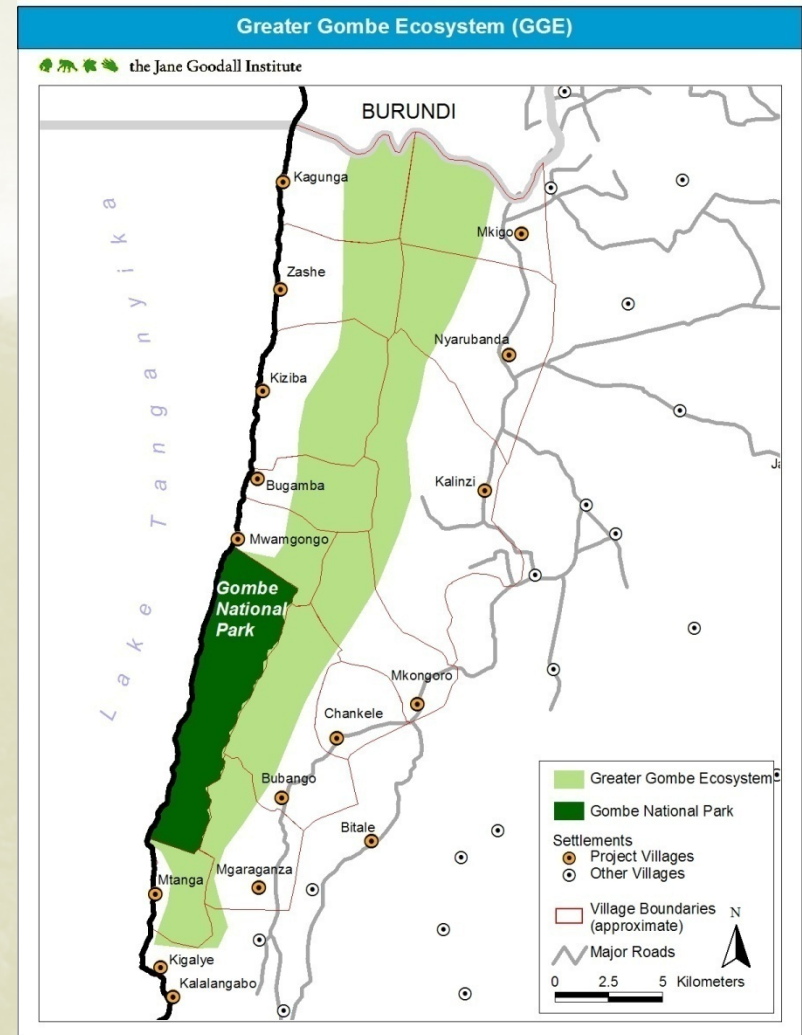 Greater Gombe Ecosystem (GGE)
the Jane Goodall Institute
BURUNDI
Kagunga
Mkigo
Zashe
Nyarubanda
Kiziba
Lake Tanganyika
Kalinzi
Ja
Bugamba
Mwamgongo
Gombe
National
Park
Mkongoro
Chankele
Bubango
Bitale
Mtanga
Mgaraganza
Kigalye
Kalalangabo
Greater Gombe Ecosystem
Gombe National Park
Settlements
Project Villages
Other Villages
Village Boundaries
(approximate)
N
Major Roads
0 2.5 5 Kilometers